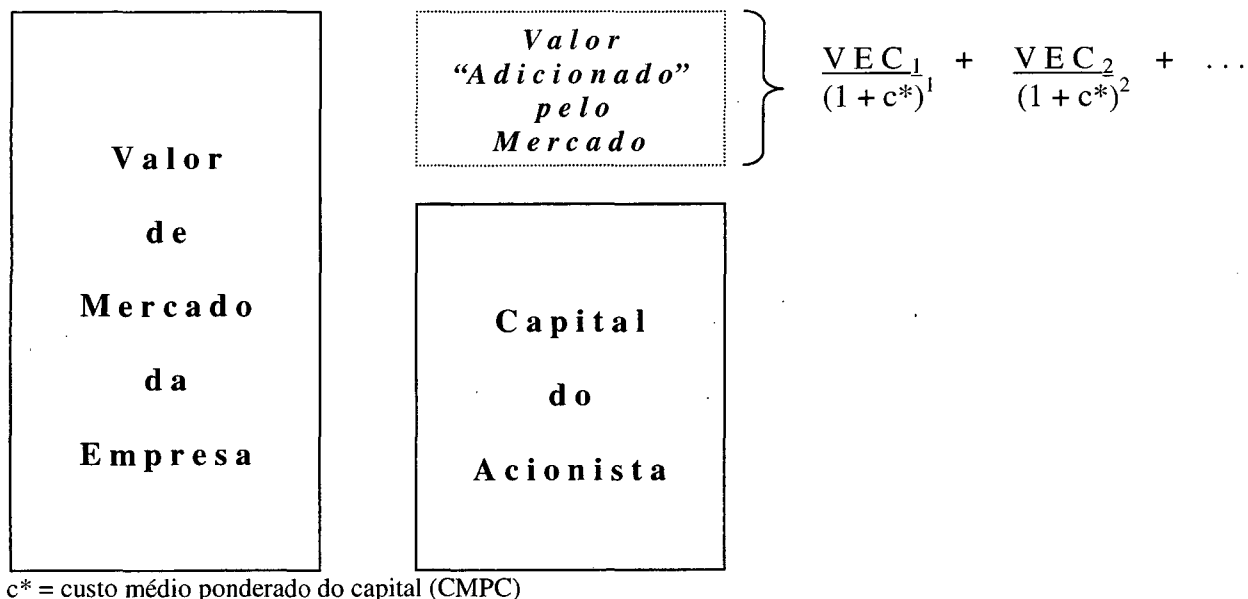 Valor
de
Mercado
da
Empresa
Valor
“Adicionado”
pelo
Mercado
VEC1 + VEC2 + ...
(1 + c*)^1 (1 + c*)^2
Capital
do
Acionista
c* = custo médio ponderado do capital (CMPC)